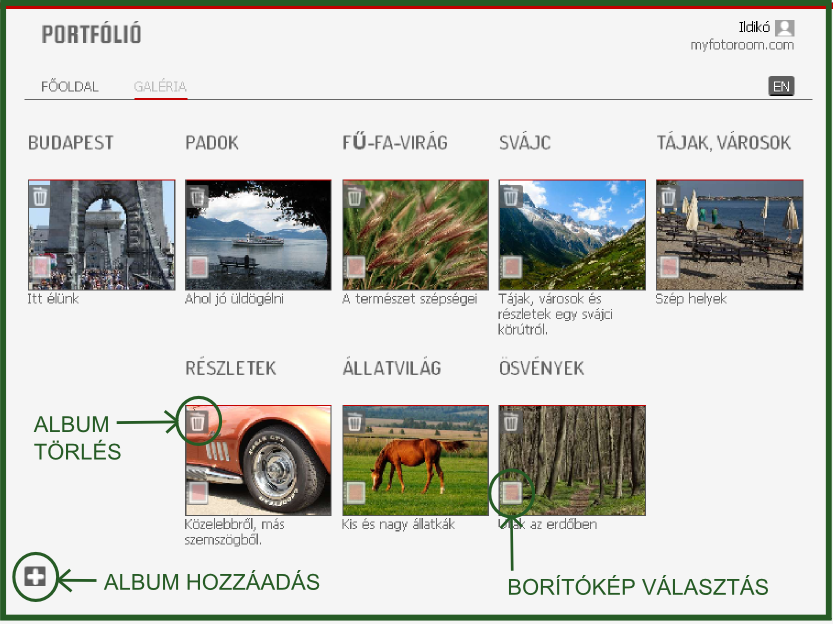 PORTFÓLIÓ
Ildikó
myfotoroom.com
FŐOLDAL
GALÉRIA
EN
BUDAPEST
PADOK
FŰ-FA-VIRÁG
SVÁJC
TÁJAK, VÁROSOK
Itt élünk
Ahol jó üldögélni
A természet szépségei
Tájak, városok és
részletek egy svájci
körútról.
Szép helyek
RÉSZLETEK
ÁLLATVILÁG
ÖSVÉNYEK
ALBUM
TÖRLÉS
Közelebbről, más
szemszögből.
Kis és nagy állatkák
Utak az erdőben
ALBUM HOZZÁADÁS
BORÍTÓKÉP VÁLASZTÁS